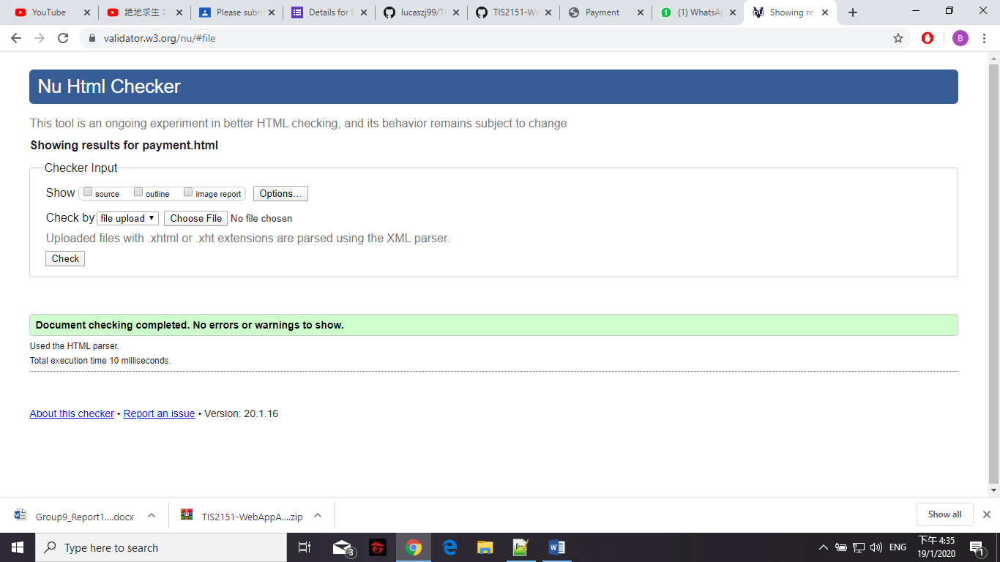 YouTube
絶地求生：
Please subn
Details for E
lucaszj99/TI
TIS2151-We
Payment
(1) WhatsAp
Showing res
validator.w3.org/nu/#file
B
Nu Html Checker
This tool is an ongoing experiment in better HTML checking, and its behavior remains subject to change
Showing results for payment.html
Checker Input
Show source outline image report Options...
Check by file upload Choose File No file chosen
Uploaded files with .xhtml or .xht extensions are parsed using the XML parser.
Check
Document checking completed. No errors or warnings to show.
Used the HTML parser.
Total execution time 10 milliseconds.
About this checker • Report an issue • Version: 20.1.16
Group9_Report1....docx
TIS2151-WebAppA....zip
Show all
Type here to search
3
ENG
下午 4:35
19/1/2020
1